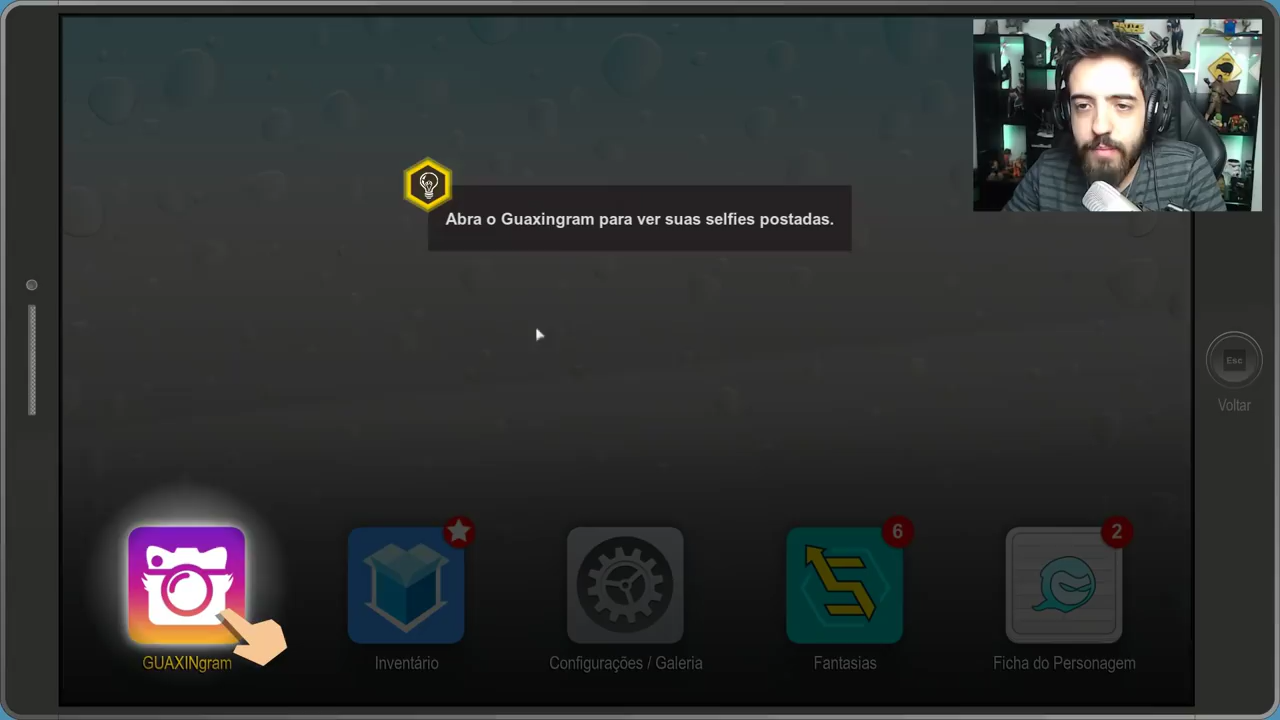 Abra o Guaxingram para ver suas selfies postadas.
Esc
Voltar
6
2
GUAXINgram
Inventário
Configurações / Galeria
Fantasias
Ficha do Personagem